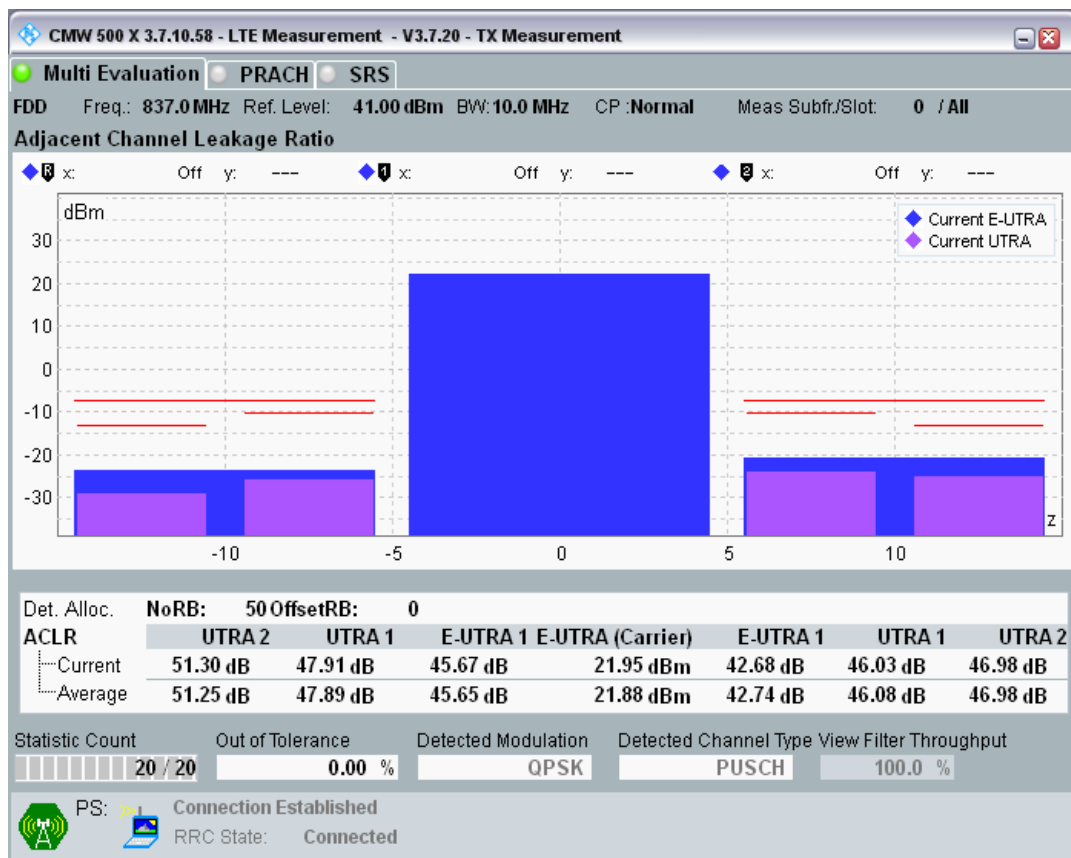 CMW 500 X 3.7.10.58 - LTE Measurement - V3.7.20 - TX Measurement
Multi Evaluation PRACH SRS
FDD Freq.: 837.0 MHz Ref. Level: 41.00 dBm BW: 10.0 MHz CP :Normal Meas Subfr./Slot: 0 / All
Adjacent Channel Leakage Ratio
R x: Off y: --- 1 x: Off y: --- 2 x: Off y: ---
dBm
Current E-UTRA
Current UTRA
30
20
10
0
-10
-20
-30
z
-10 -5 0 5 10
Det. Alloc. NoRB: 50 OffsetRB: 0
ACLR UTRA 2 UTRA 1 E-UTRA 1 E-UTRA (Carrier) E-UTRA 1 UTRA 1 UTRA 2
Current 51.30 dB 47.91 dB 45.67 dB 21.95 dBm 42.68 dB 46.03 dB 46.98 dB
Average 51.25 dB 47.89 dB 45.65 dB 21.88 dBm 42.74 dB 46.08 dB 46.98 dB
Statistic Count Out of Tolerance Detected Modulation Detected Channel Type View Filter Throughput
20 / 20 0.00 % QPSK PUSCH 100.0 %
PS: Connection Established
RRC State: Connected